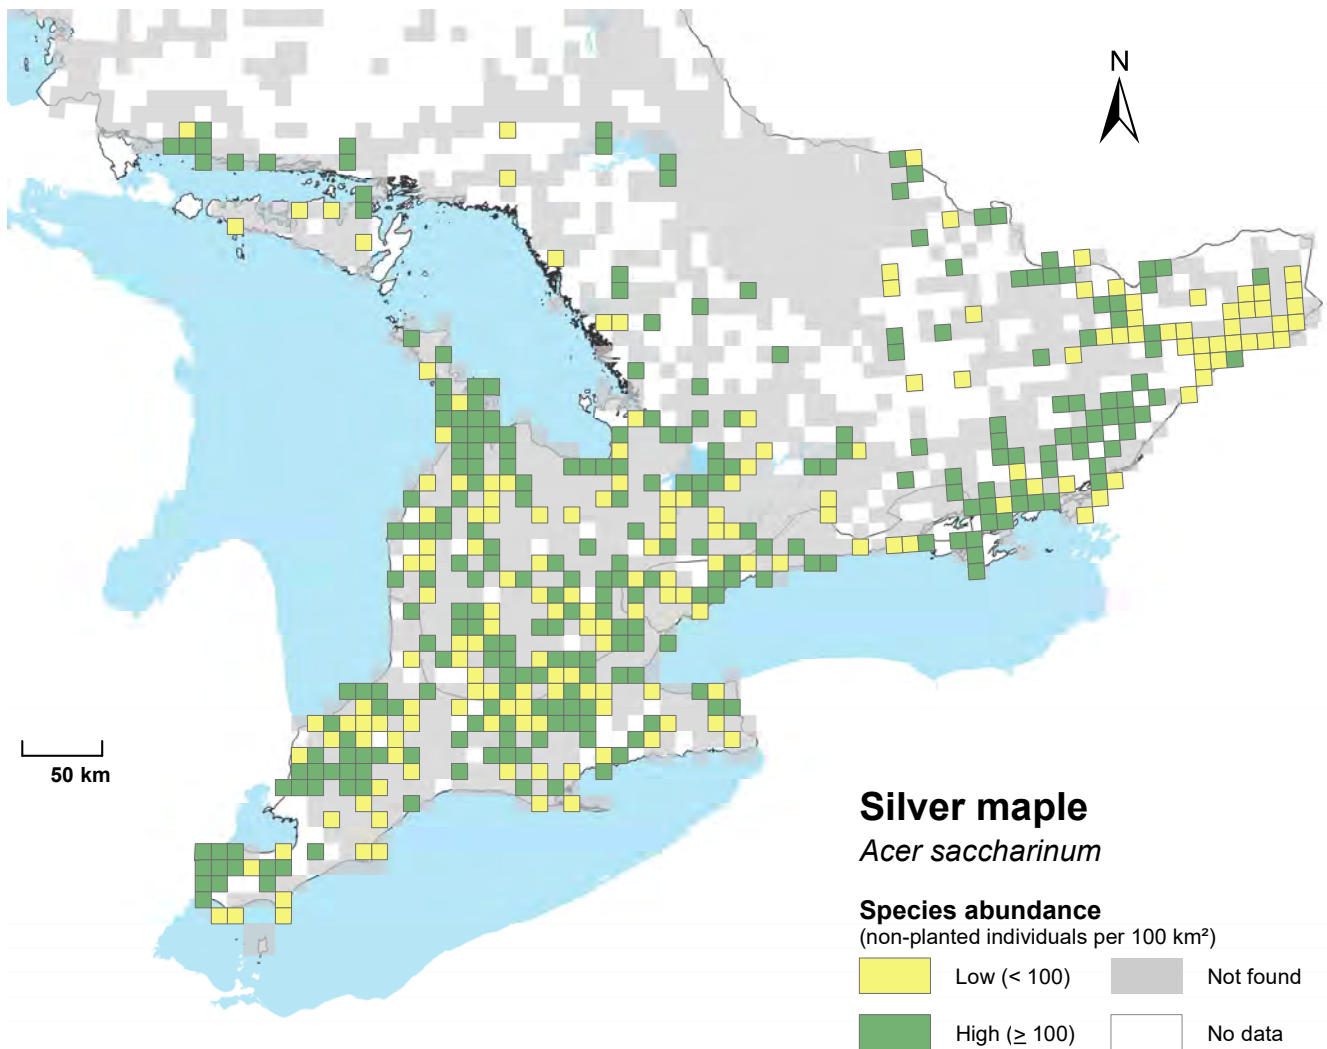 N
50 km
Silver maple
Acer saccharinum
Species abundance
(non-planted individuals per 100 km²)
Low (< 100)
Not found
High (≥ 100)
No data